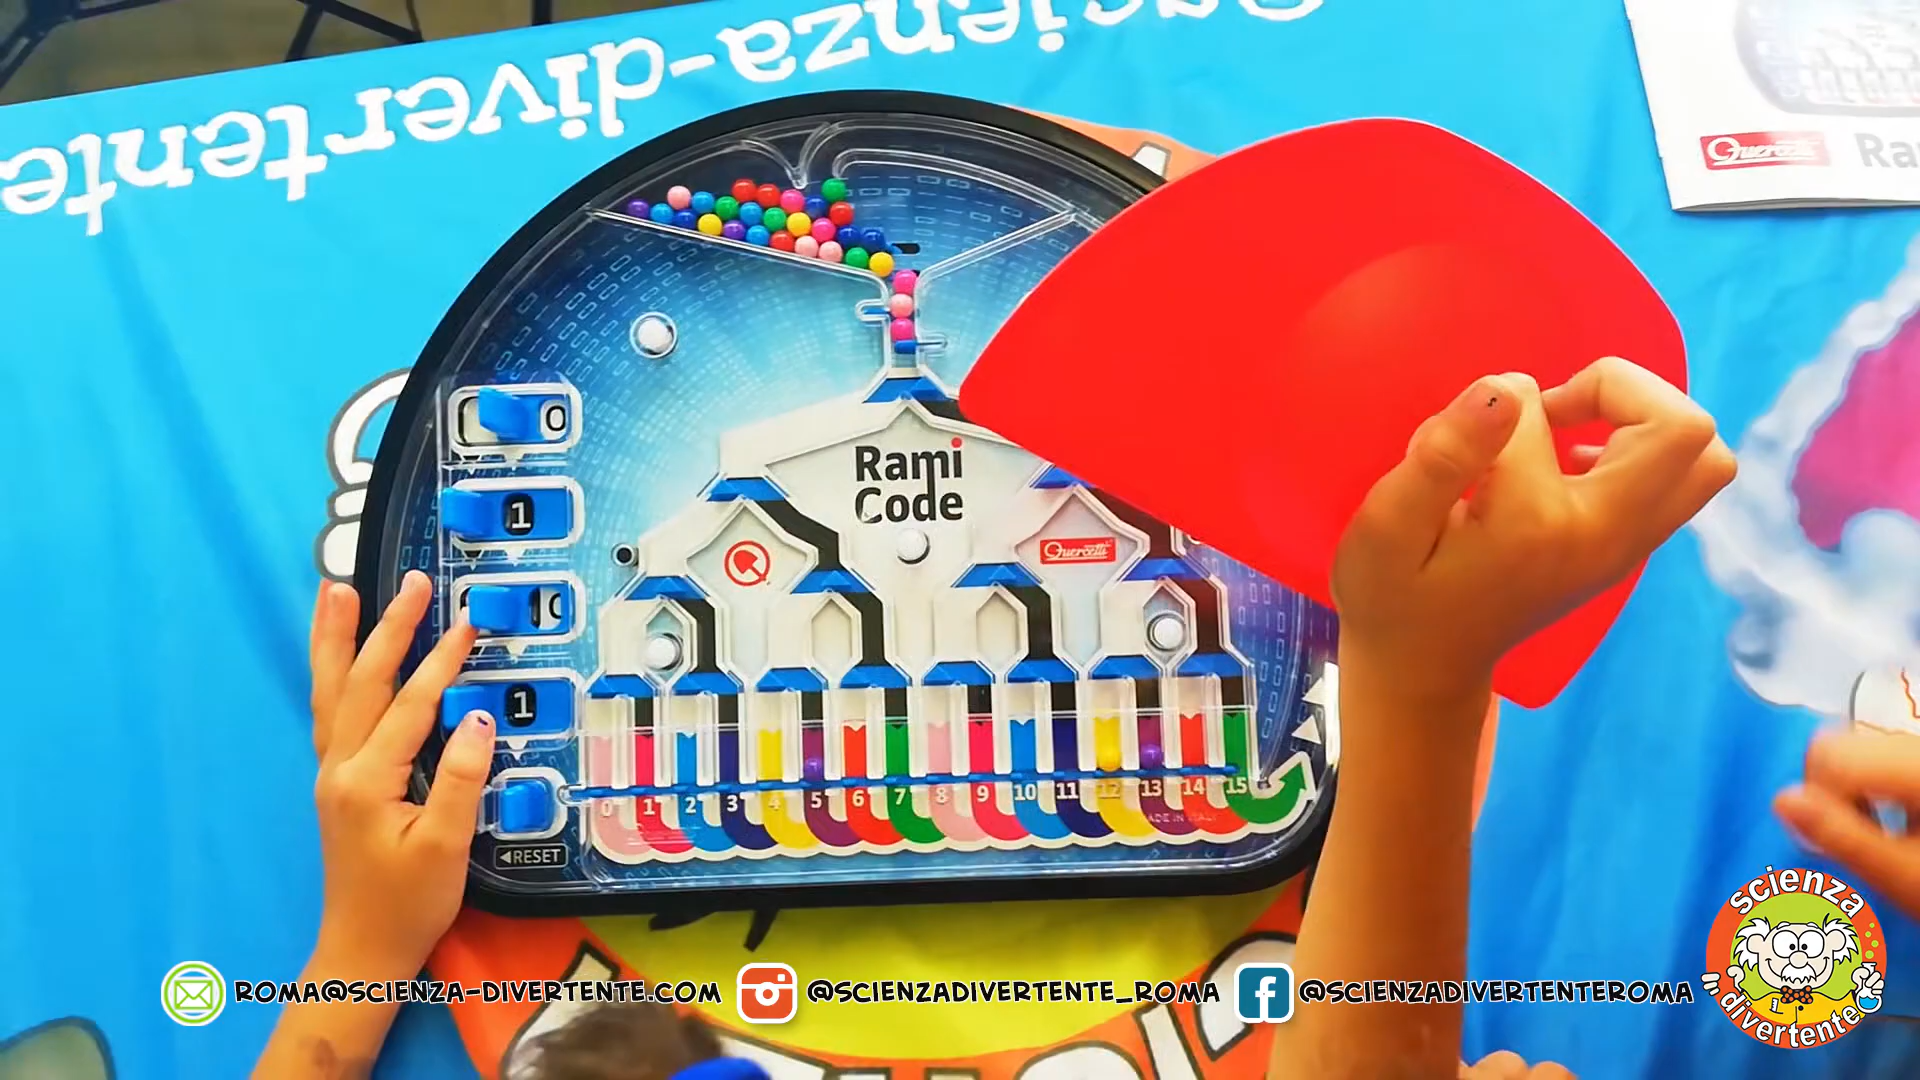 scienza-divertente
Quercetti Ra
0
1
0
1
◄RESET
Rami
Code
Quercetti
0 1 2 3 4 5 6 7 8 9 10 11 12 13 14 15
MADE IN ITALY
ROMA@SCIENZA-DIVERTENTE.COM @SCIENZADIVERTENTE_ROMA @SCIENZADIVERTENTEROMA
scienza
divertente